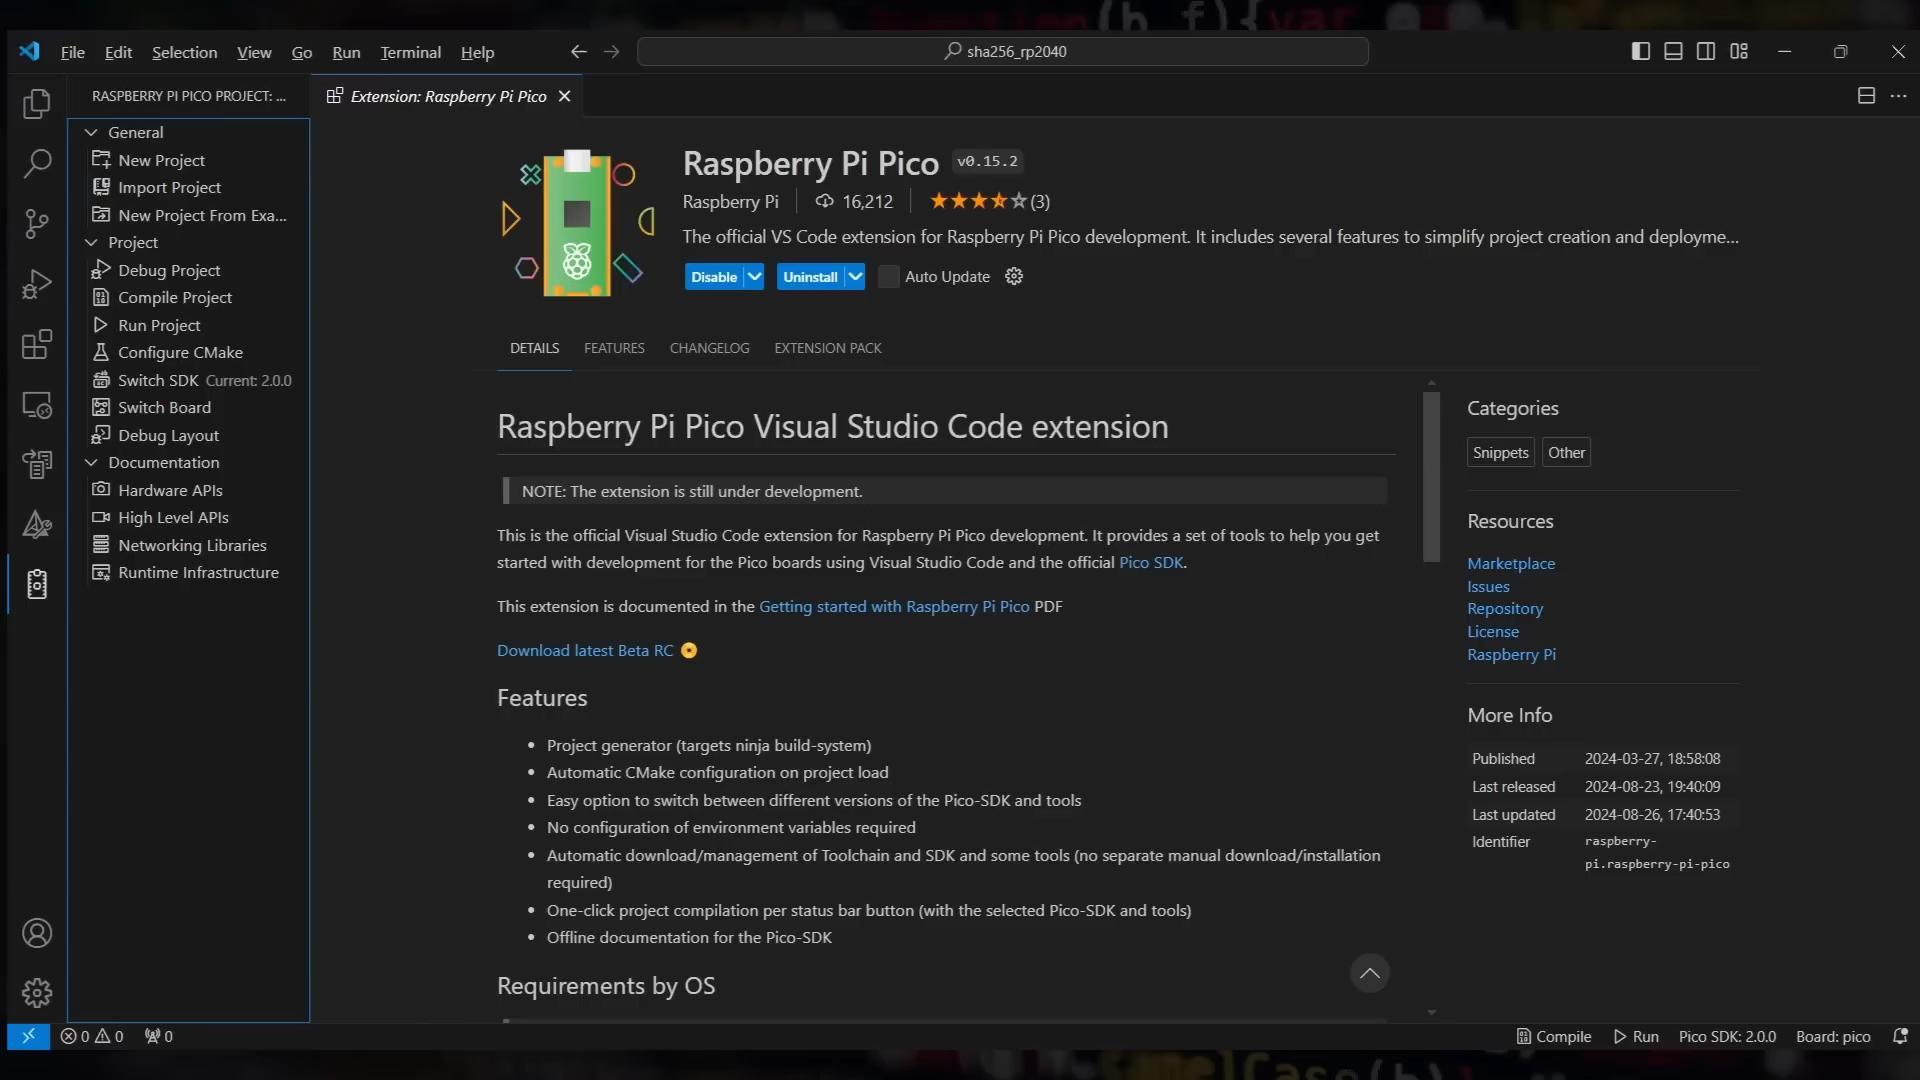 File Edit Selection View Go Run Terminal Help
sha256_rp2040
RASPBERRY PI PICO PROJECT: ...
General
New Project
Import Project
New Project From Exa...
Project
Debug Project
Compile Project
Run Project
Configure CMake
Switch SDK Current: 2.0.0
Switch Board
Debug Layout
Documentation
Hardware APIs
High Level APIs
Networking Libraries
Runtime Infrastructure
Extension: Raspberry Pi Pico
Raspberry Pi Pico v0.15.2
Raspberry Pi 16,212 (3)
The official VS Code extension for Raspberry Pi Pico development. It includes several features to simplify project creation and deployme...
Disable Uninstall Auto Update
DETAILS FEATURES CHANGELOG EXTENSION PACK
Raspberry Pi Pico Visual Studio Code extension
NOTE: The extension is still under development.
This is the official Visual Studio Code extension for Raspberry Pi Pico development. It provides a set of tools to help you get
started with development for the Pico boards using Visual Studio Code and the official Pico SDK.
This extension is documented in the Getting started with Raspberry Pi Pico PDF
Download latest Beta RC
Features
• Project generator (targets ninja build-system)
• Automatic CMake configuration on project load
• Easy option to switch between different versions of the Pico-SDK and tools
• No configuration of environment variables required
• Automatic download/management of Toolchain and SDK and some tools (no separate manual download/installation
required)
• One-click project compilation per status bar button (with the selected Pico-SDK and tools)
• Offline documentation for the Pico-SDK
Requirements by OS
Categories
Snippets Other
Resources
Marketplace
Issues
Repository
License
Raspberry Pi
More Info
Published 2024-03-27, 18:58:08
Last released 2024-08-23, 19:40:09
Last updated 2024-08-26, 17:40:53
Identifier raspberry-
pi.raspberry-pi-pico
0 0 0
Compile Run Pico SDK: 2.0.0 Board: pico